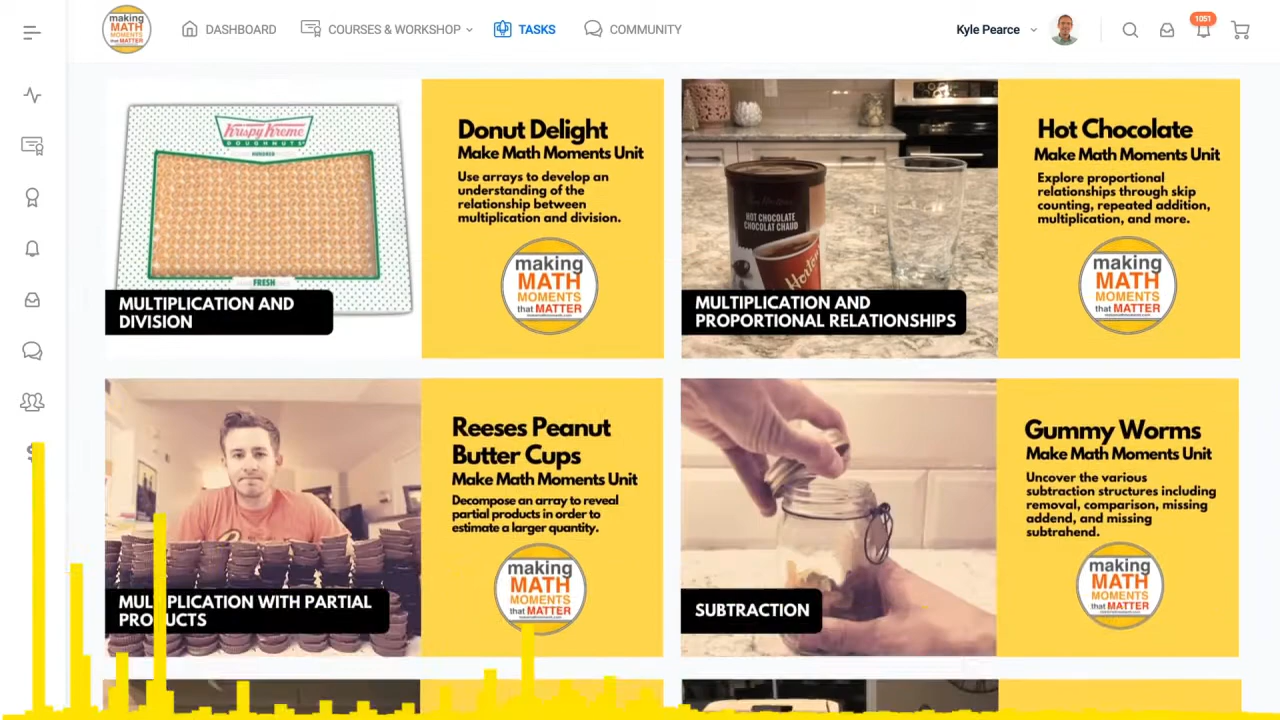 making
MATH
MOMENTS
that MATTER
DASHBOARD
COURSES & WORKSHOP
TASKS
COMMUNITY
Kyle Pearce
1051
Krispy Kreme
DOUGHNUTS
HUNDRED
FRESH
MULTIPLICATION AND
DIVISION
Donut Delight
Make Math Moments Unit
Use arrays to develop an
understanding of the
relationship between
multiplication and division.
making
MATH
MOMENTS
that MATTER
HOT CHOCOLATE
CHOCOLAT CHAUD
MULTIPLICATION AND
PROPORTIONAL RELATIONSHIPS
Hot Chocolate
Make Math Moments Unit
Explore proportional
relationships through skip
counting, repeated addition,
multiplication, and more.
making
MATH
MOMENTS
that MATTER
MULTIPLICATION WITH PARTIAL
PRODUCTS
Reeses Peanut
Butter Cups
Make Math Moments Unit
Decompose an array to reveal
partial products in order to
estimate a larger quantity.
making
MATH
MOMENTS
that MATTER
SUBTRACTION
Gummy Worms
Make Math Moments Unit
Uncover the various
subtraction structures including
removal, comparison, missing
addend, and missing
subtrahend.
making
MATH
MOMENTS
that MATTER